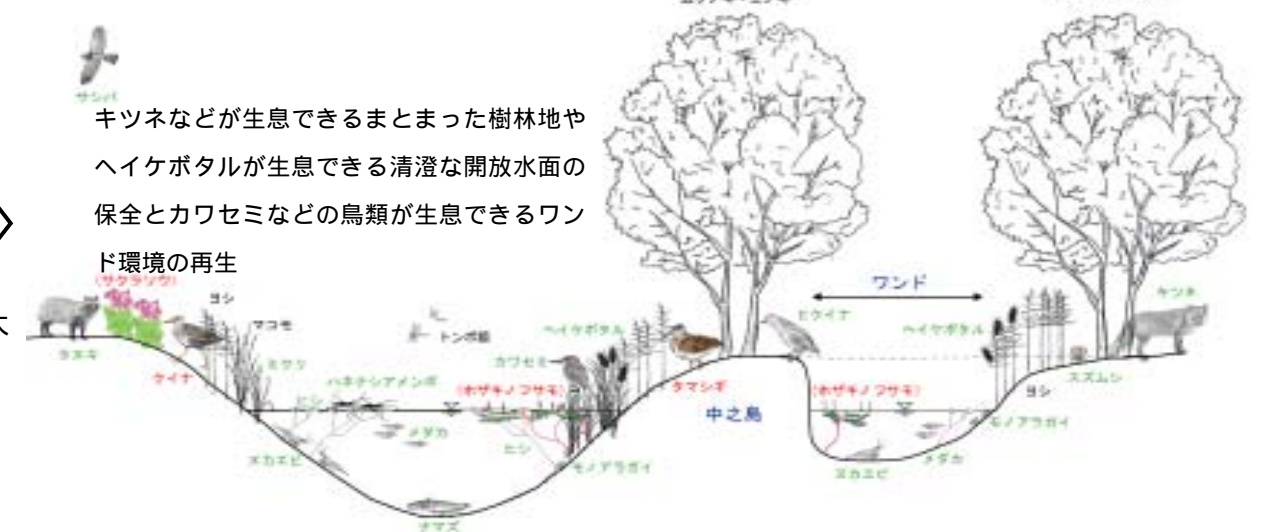 サシバ
キツネなどが生息できるまとまった樹林地や
ヘイケボタルが生息できる清澄な開放水面の
保全とカワセミなどの鳥類が生息できるワン
ド環境の再生
(サクラソウ)
ヨシ
マコモ
タヌキ
クイナ
ミクリ
トンボ類
ハネナシアメンボ
ヒシ
メダカ
ヌカエビ
ナマズ
カワセミ
ヘイケボタル
(ホザキノフサモ)
ヒシ
モノアラガイ
タマシギ
中之島
ワンド
ヒクイナ
ヘイケボタル
キツネ
(ホザキノフサモ)
ヨシ
スズムシ
モノアラガイ
メダカ
ヌカエビ